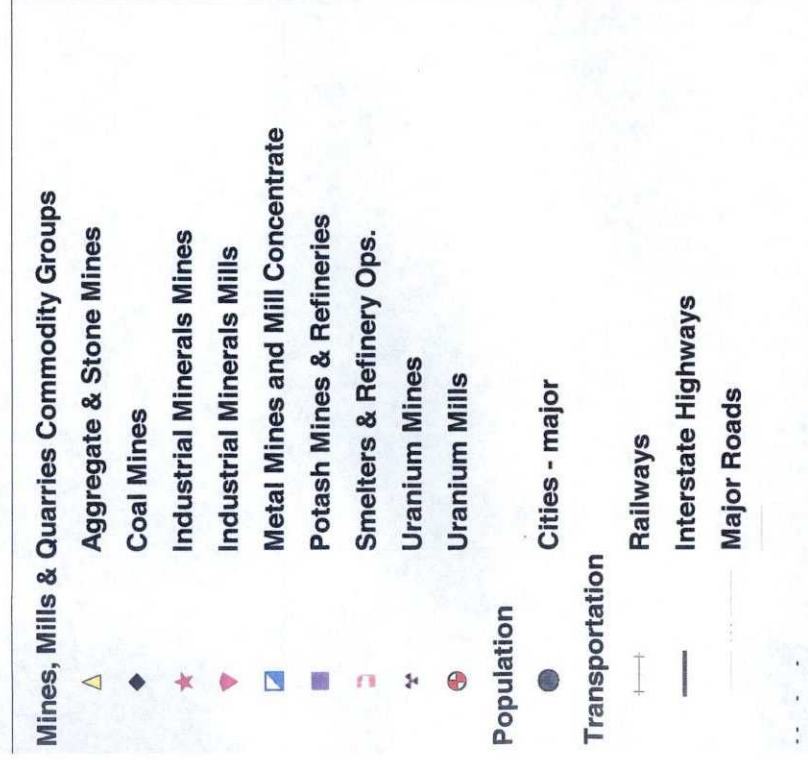 Mines, Mills & Quarries Commodity Groups
Aggregate & Stone Mines
Coal Mines
Industrial Minerals Mines
Industrial Minerals Mills
Metal Mines and Mill Concentrate
Potash Mines & Refineries
Smelters & Refinery Ops.
Uranium Mines
Uranium Mills
Population
Cities - major
Transportation
Railways
Interstate Highways
Major Roads